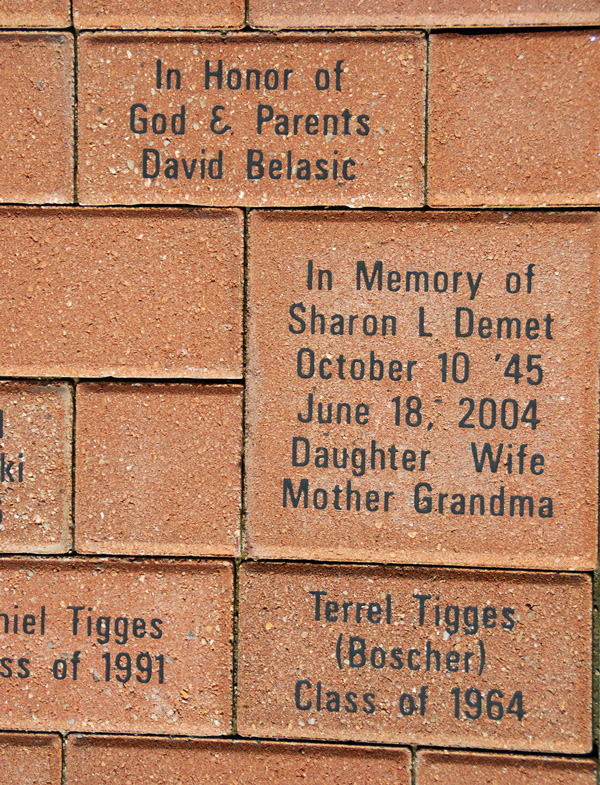 In Honor of
God & Parents
David Belasic
In Memory of
Sharon L Demet
October 10 '45
June 18, 2004
Daughter Wife
Mother Grandma
Tigges
of 1991
Terrel Tigges
(Boscher)
Class of 1964